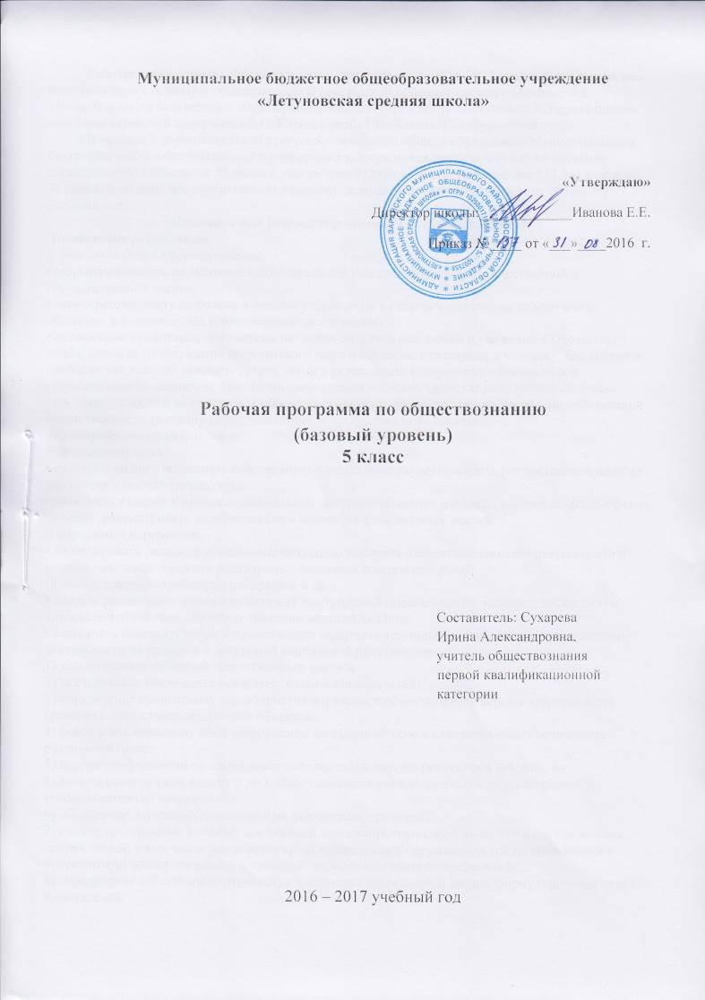 Муниципальное бюджетное общеобразовательное учреждение
«Летуновская средняя школа»
«Утверждаю»
Директор школы: Иванова Е.Е.
Приказ № 137 от «31» 08 2016 г.
Рабочая программа по обществознанию
(базовый уровень)
5 класс
Составитель: Сухарева
Ирина Александровна,
учитель обществознания
первой квалификационной
категории
2016 – 2017 учебный год